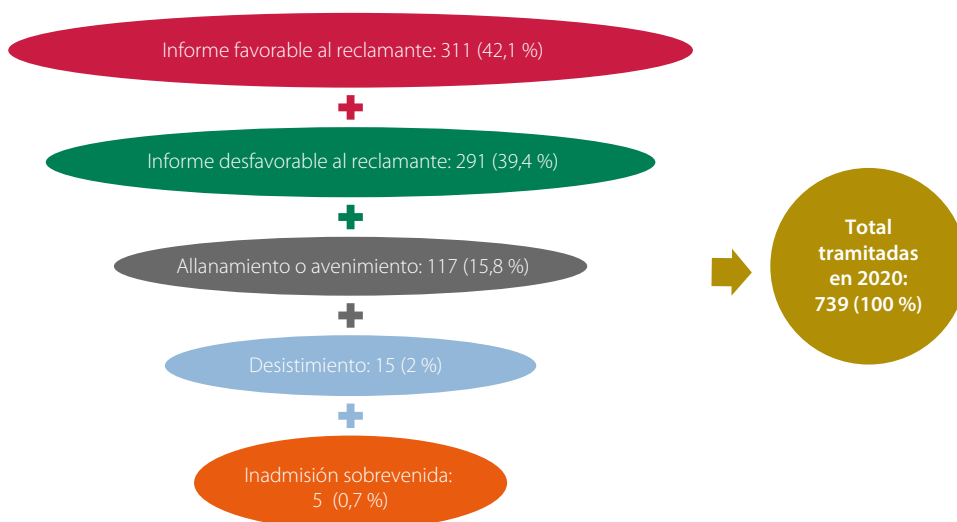 Informe favorable al reclamante: 311 (42,1 %)
Informe desfavorable al reclamante: 291 (39,4 %)
Allanamiento o avenimiento: 117 (15,8 %)
Desistimiento: 15 (2 %)
Inadmisión sobrevenida:
5 (0,7 %)
Total
tramitadas
en 2020:
739 (100 %)